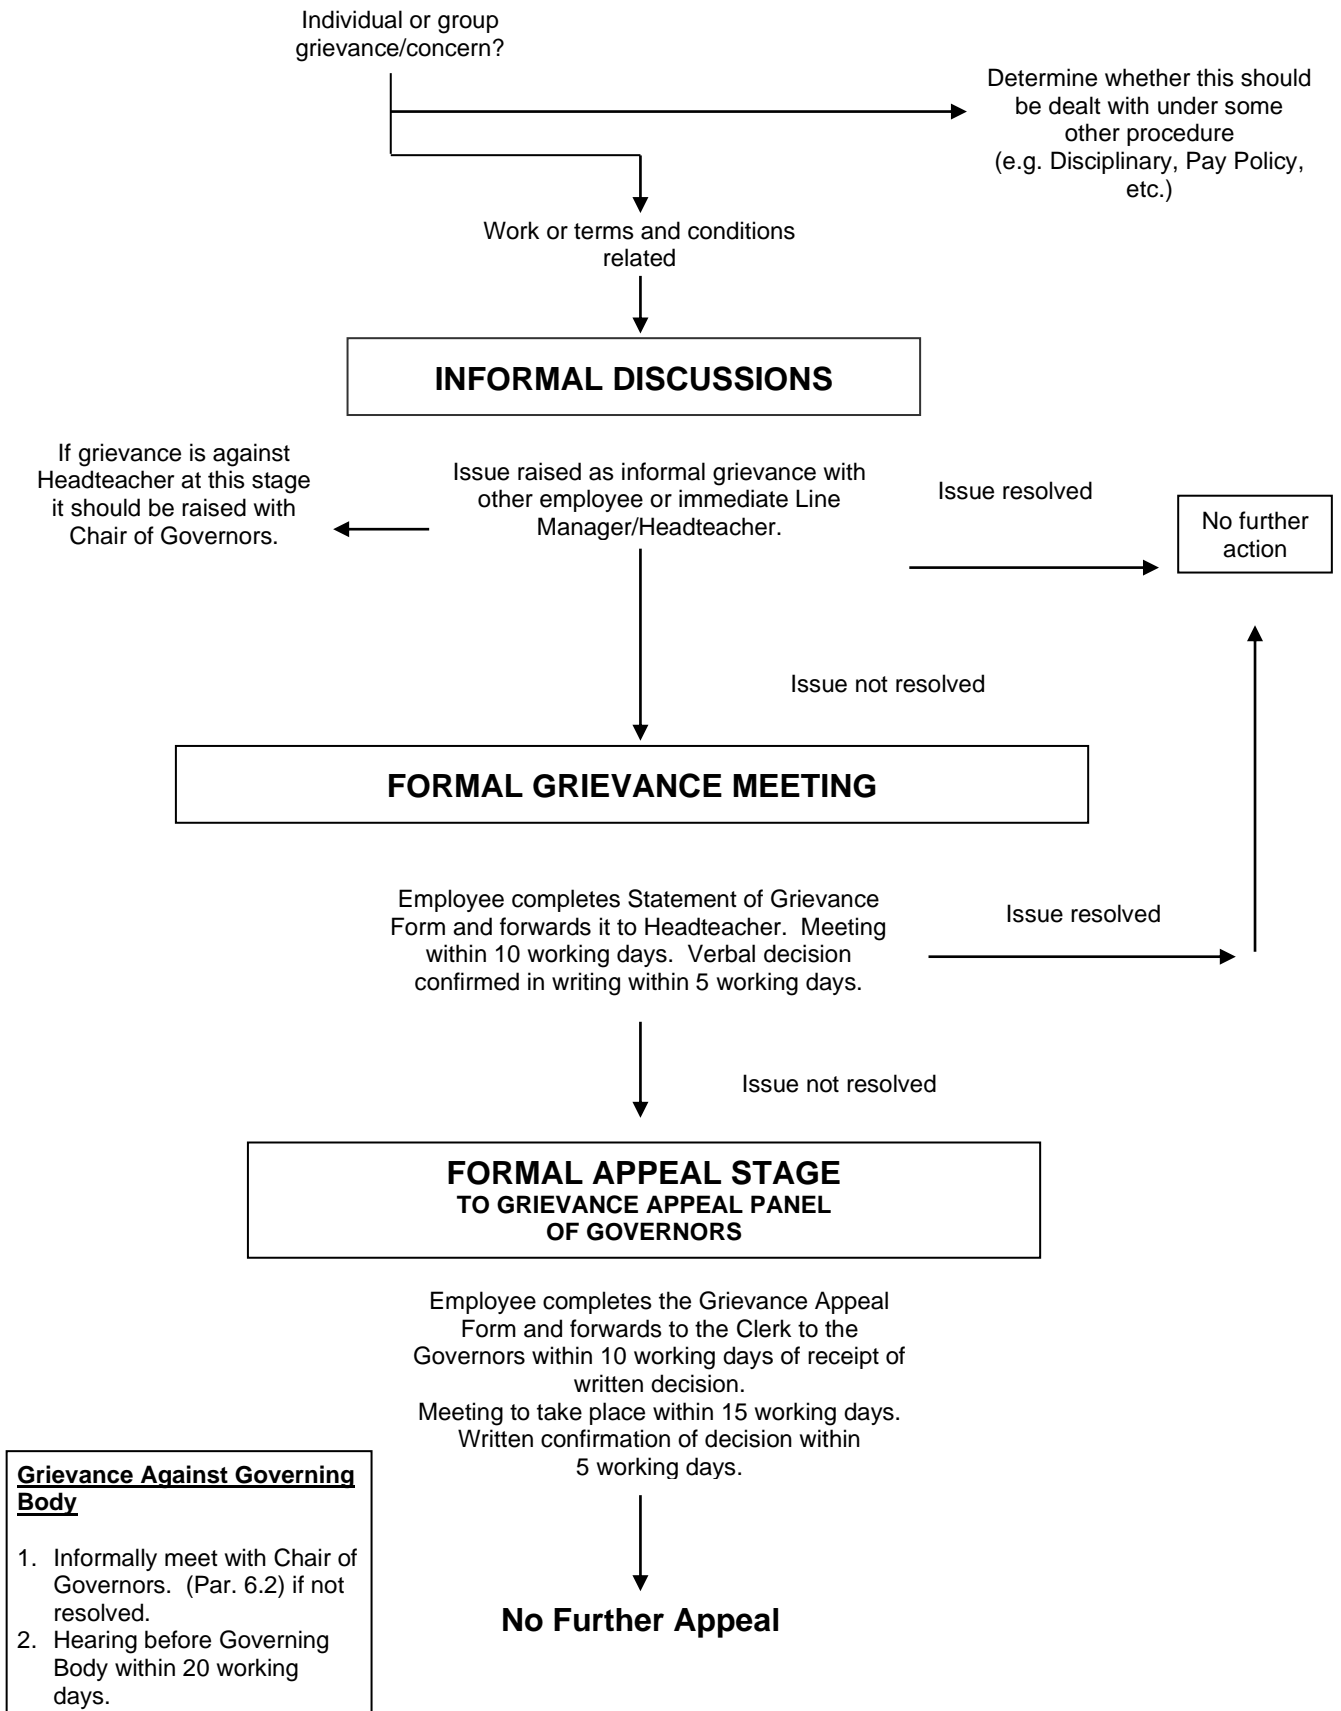 Individual or group
grievance/concern?
Determine whether this should
be dealt with under some
other procedure
(e.g. Disciplinary, Pay Policy,
etc.)
Work or terms and conditions
related
INFORMAL DISCUSSIONS
If grievance is against
Headteacher at this stage
it should be raised with
Chair of Governors.
Issue raised as informal grievance with
other employee or immediate Line
Manager/Headteacher.
Issue resolved
No further
action
Issue not resolved
FORMAL GRIEVANCE MEETING
Employee completes Statement of Grievance
Form and forwards it to Headteacher.  Meeting
within 10 working days.  Verbal decision
confirmed in writing within 5 working days.
Issue resolved
Issue not resolved
FORMAL APPEAL STAGE
TO GRIEVANCE APPEAL PANEL
OF GOVERNORS
Employee completes the Grievance Appeal
Form and forwards to the Clerk to the
Governors within 10 working days of receipt of
written decision.
Meeting to take place within 15 working days.
Written confirmation of decision within
5 working days.
Grievance Against Governing
Body
1. Informally meet with Chair of
Governors.  (Par. 6.2) if not
resolved.
2. Hearing before Governing
Body within 20 working
days.
No Further Appeal